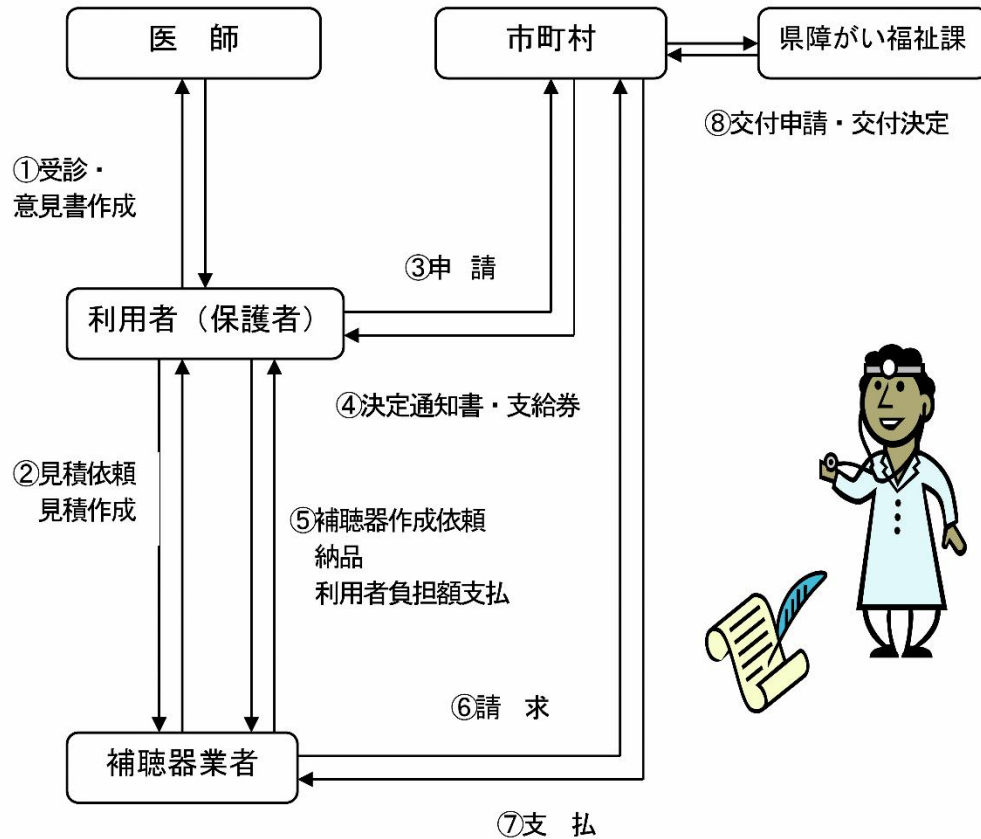 医　師
市町村
県障がい福祉課
⑧交付申請・交付決定
①受診・
意見書作成
③申　請
利用者（保護者）
④決定通知書・支給券
②見積依頼
見積作成
⑤補聴器作成依頼
納品
利用者負担額支払
⑥請　求
補聴器業者
⑦支　払